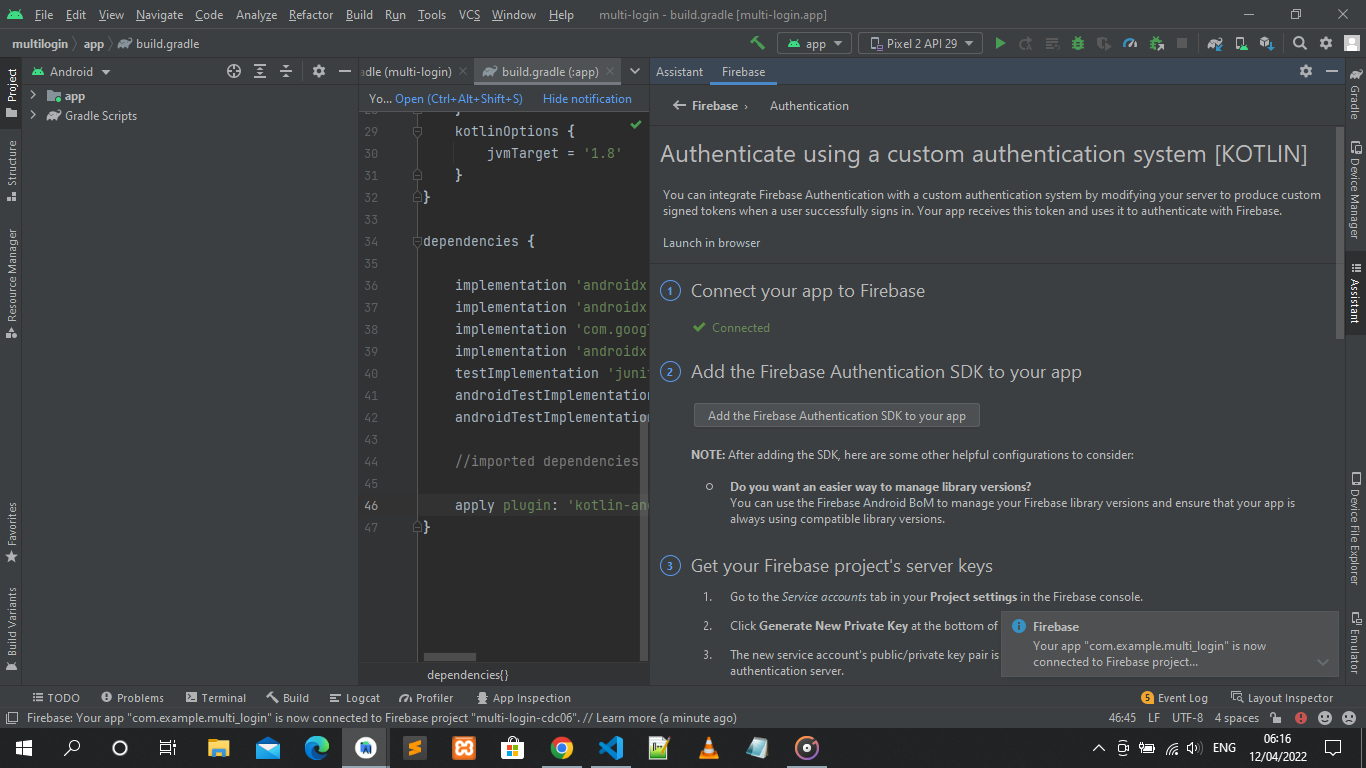 File Edit View Navigate Code Analyze Refactor Build Run Tools VCS Window Help multi-login - build.gradle [multi-login.app]
multilogin app build.gradle app Pixel 2 API 29
Project
Structure
Resource Manager
Favorites
Build Variants
Android
app
Gradle Scripts
adle (multi-login) build.gradle (:app)
Yo... Open (Ctrl+Alt+Shift+S) Hide notification
28 }
29 kotlinOptions {
30 jvmTarget = '1.8'
31 }
32 }
33
34 dependencies {
35
36 implementation 'androidx
37 implementation 'androidx
38 implementation 'com.googl
39 implementation 'androidx
40 testImplementation 'juni
41 androidTestImplementation
42 androidTestImplementation
43
44 //imported dependencies
45
46 apply plugin: 'kotlin-an
47 }
dependencies{}
Assistant Firebase
Firebase › Authentication
Authenticate using a custom authentication system [KOTLIN]
You can integrate Firebase Authentication with a custom authentication system by modifying your server to produce custom
signed tokens when a user successfully signs in. Your app receives this token and uses it to authenticate with Firebase.
Launch in browser
1 Connect your app to Firebase
Connected
2 Add the Firebase Authentication SDK to your app
Add the Firebase Authentication SDK to your app
NOTE: After adding the SDK, here are some other helpful configurations to consider:
Do you want an easier way to manage library versions?
You can use the Firebase Android BoM to manage your Firebase library versions and ensure that your app is
always using compatible library versions.
3 Get your Firebase project's server keys
1. Go to the Service accounts tab in your Project settings in the Firebase console.
2. Click Generate New Private Key at the bottom of
3. The new service account's public/private key pair is
authentication server.
Firebase
Your app "com.example.multi_login" is now
connected to Firebase project...
Gradle
Device Manager
Assistant
Device File Explorer
Emulator
TODO Problems Terminal Build Logcat Profiler App Inspection 5 Event Log Layout Inspector
Firebase: Your app "com.example.multi_login" is now connected to Firebase project "multi-login-cdc06". // Learn more (a minute ago) 46:45 LF UTF-8 4 spaces
ENG 06:16
12/04/2022